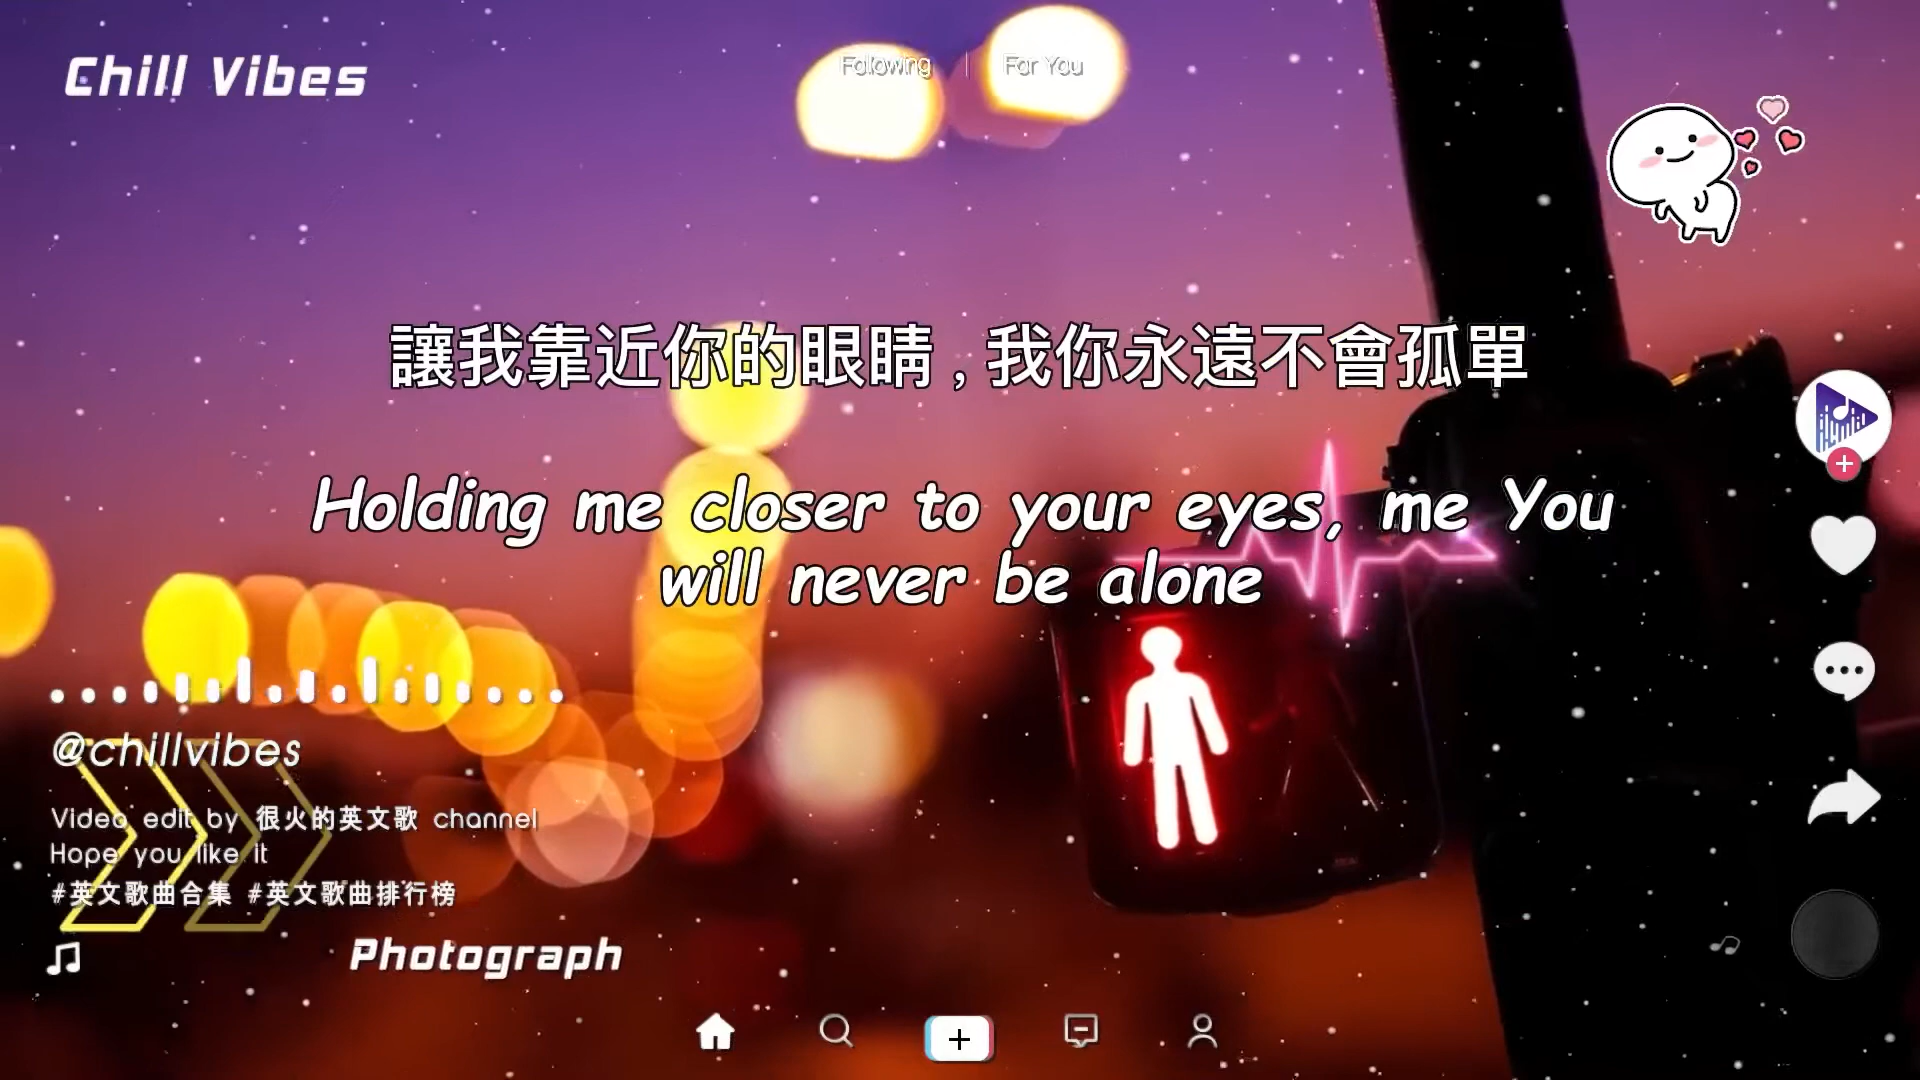 Chill Vibes
Following | For You
讓我靠近你的眼睛 , 我你永遠不會孤單
Holding me closer to your eyes, me You
will never be alone
@chillvibes
Video edit by 很火的英文歌 channel
Hope you like it
#英文歌曲合集 #英文歌曲排行榜
Photograph